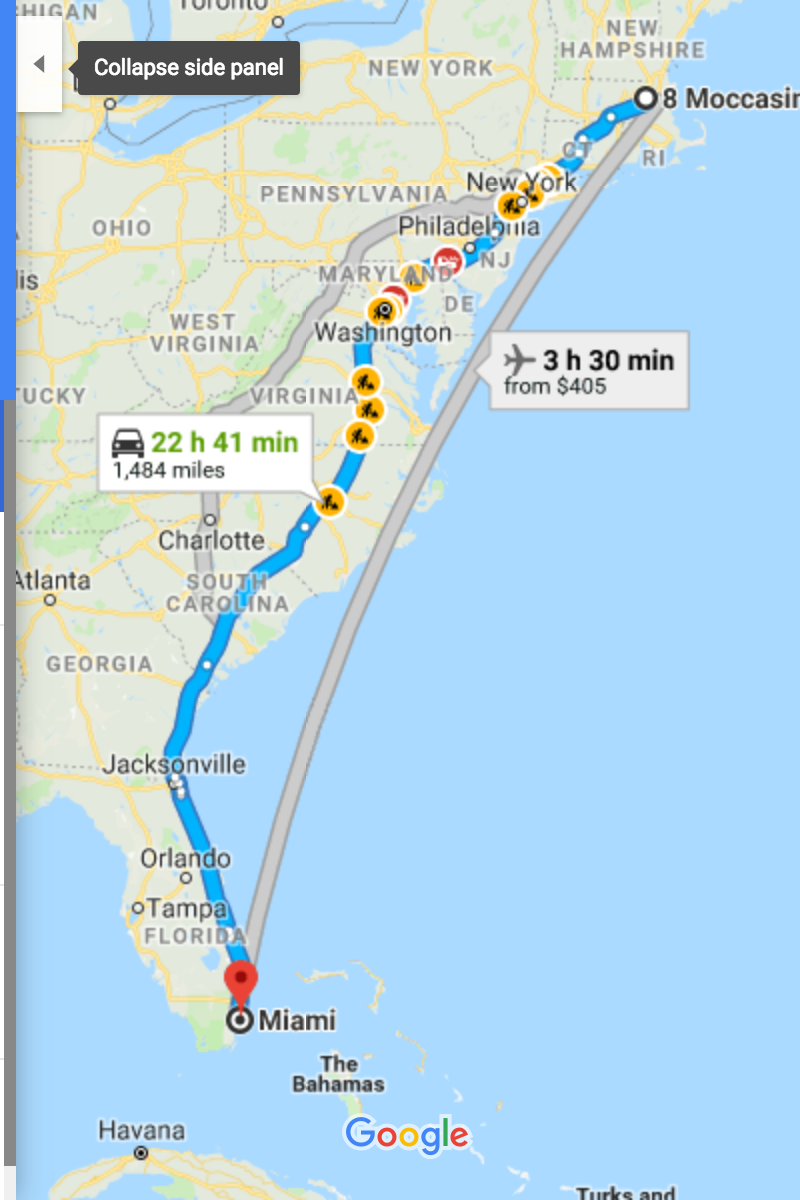 Toronto
Collapse side panel
NEW
HAMPSHIRE
NEW YORK
8 Moccasin
CT
RI
New York
PENNSYLVANIA
OHIO
Philadelphia
NJ
MARYLAND
DE
WEST
VIRGINIA
Washington
3 h 30 min
from $405
VIRGINIA
22 h 41 min
1,484 miles
Charlotte
Atlanta
SOUTH
CAROLINA
GEORGIA
Jacksonville
Orlando
Tampa
FLORIDA
Miami
The
Bahamas
Google
Havana
Turks and